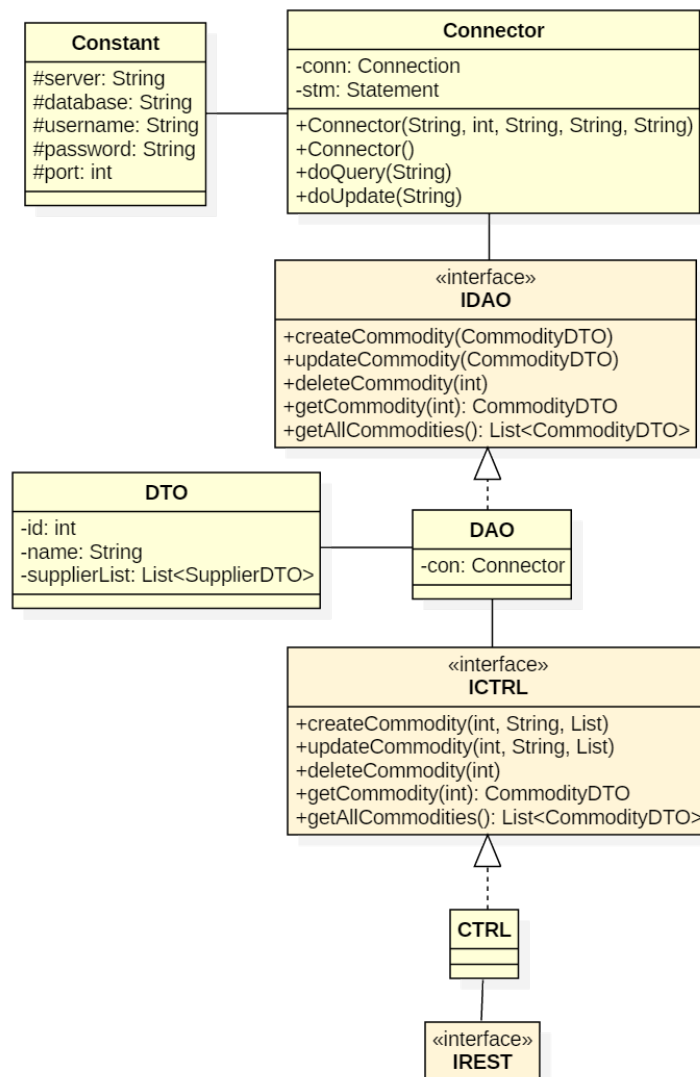 Constant
#server: String
#database: String
#username: String
#password: String
#port: int
Connector
-conn: Connection
-stm: Statement
+Connector(String, int, String, String, String)
+Connector()
+doQuery(String)
+doUpdate(String)
«interface»
IDAO
+createCommodity(CommodityDTO)
+updateCommodity(CommodityDTO)
+deleteCommodity(int)
+getCommodity(int): CommodityDTO
+getAllCommodities(): List<CommodityDTO>
DTO
-id: int
-name: String
-supplierList: List<SupplierDTO>
DAO
-con: Connector
«interface»
ICTRL
+createCommodity(int, String, List)
+updateCommodity(int, String, List)
+deleteCommodity(int)
+getCommodity(int): CommodityDTO
+getAllCommodities(): List<CommodityDTO>
CTRL
«interface»
IREST